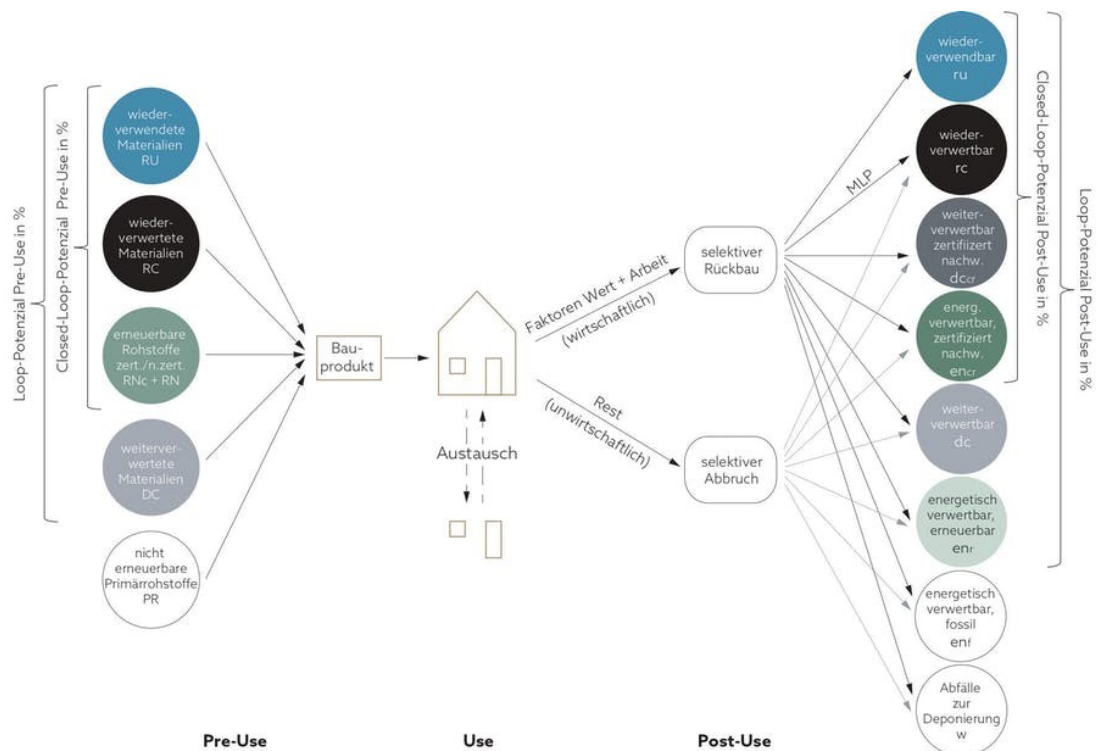 Loop-Potenzial Pre-Use in %
Closed-Loop-Potenzial Pre-Use in %
wieder-
verwendete
Materialien
RU
wieder-
verwertete
Materialien
RC
erneuerbare
Rohstoffe
zert./n.zert.
RNc + RN
weiterver-
wertete
Materialien
DC
nicht
erneuerbare
Primärrohstoffe
PR
Bau-
produkt
Austausch
Faktoren Wert + Arbeit
(wirtschaftlich)
Rest
(unwirtschaftlich)
selektiver
Rückbau
selektiver
Abbruch
MLP
wieder-
verwendbar
ru
wieder-
verwertbar
rc
weiter-
verwertbar
zertifiizert
nachw.
dccr
energ.
verwertbar,
zertifiziert
nachw.
encr
weiter-
verwertbar
dc
energetisch
verwertbar,
erneuerbar
enr
energetisch
verwertbar,
fossil
enf
Abfälle
zur
Deponierung
w
Closed-Loop-Potenzial Post-Use in %
Loop-Potenzial Post-Use in %
Pre-Use
Use
Post-Use